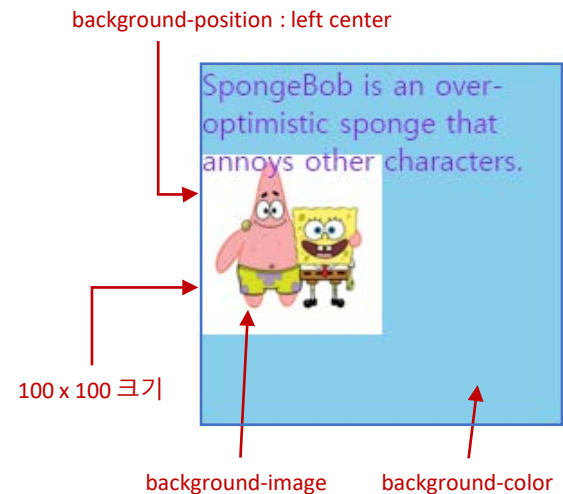 background-position : left center
SpongeBob is an over-
optimistic sponge that
annoys other characters.
100 x 100 크기
background-image
background-color